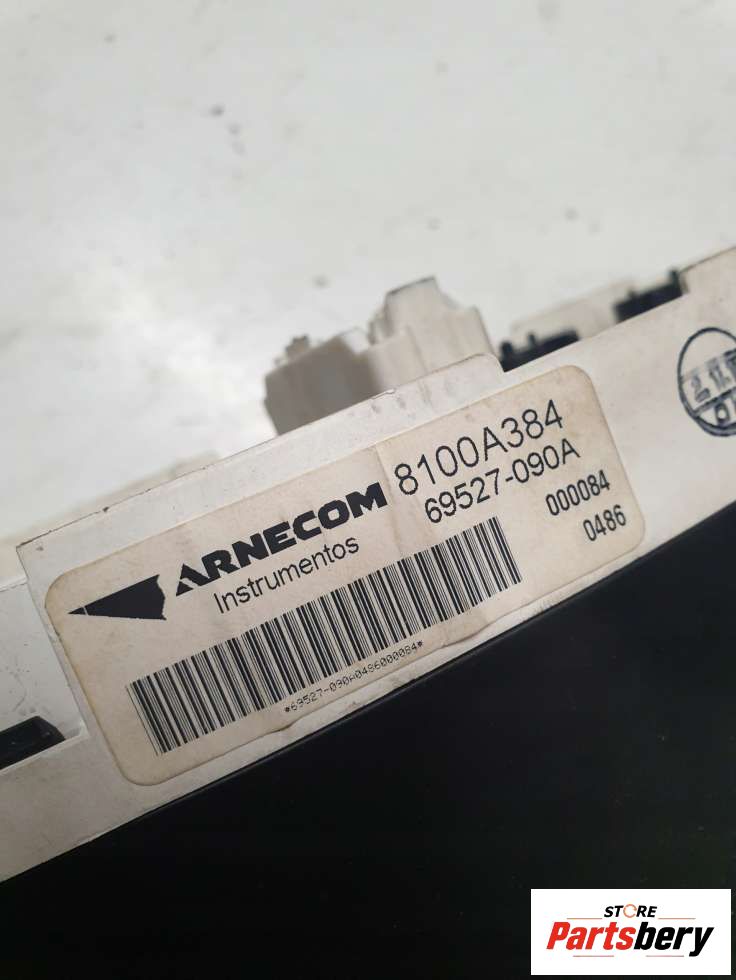 ARNECOM 8100A384
Instrumentos 69527-090A
000084
0486
*69527-090A0486000084*
STORE
Partsbery